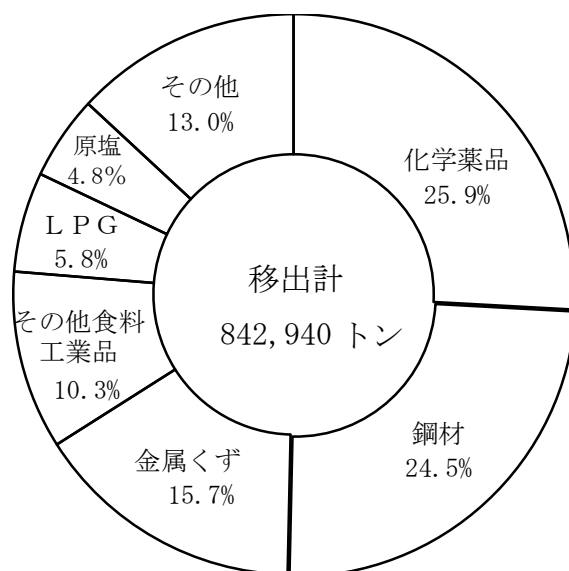 その他
13.0%
化学薬品
25.9%
原塩
4.8%
ＬＰＧ
5.8%
移出計
842,940 トン
その他食料
工業品
10.3%
鋼材
24.5%
金属くず
15.7%